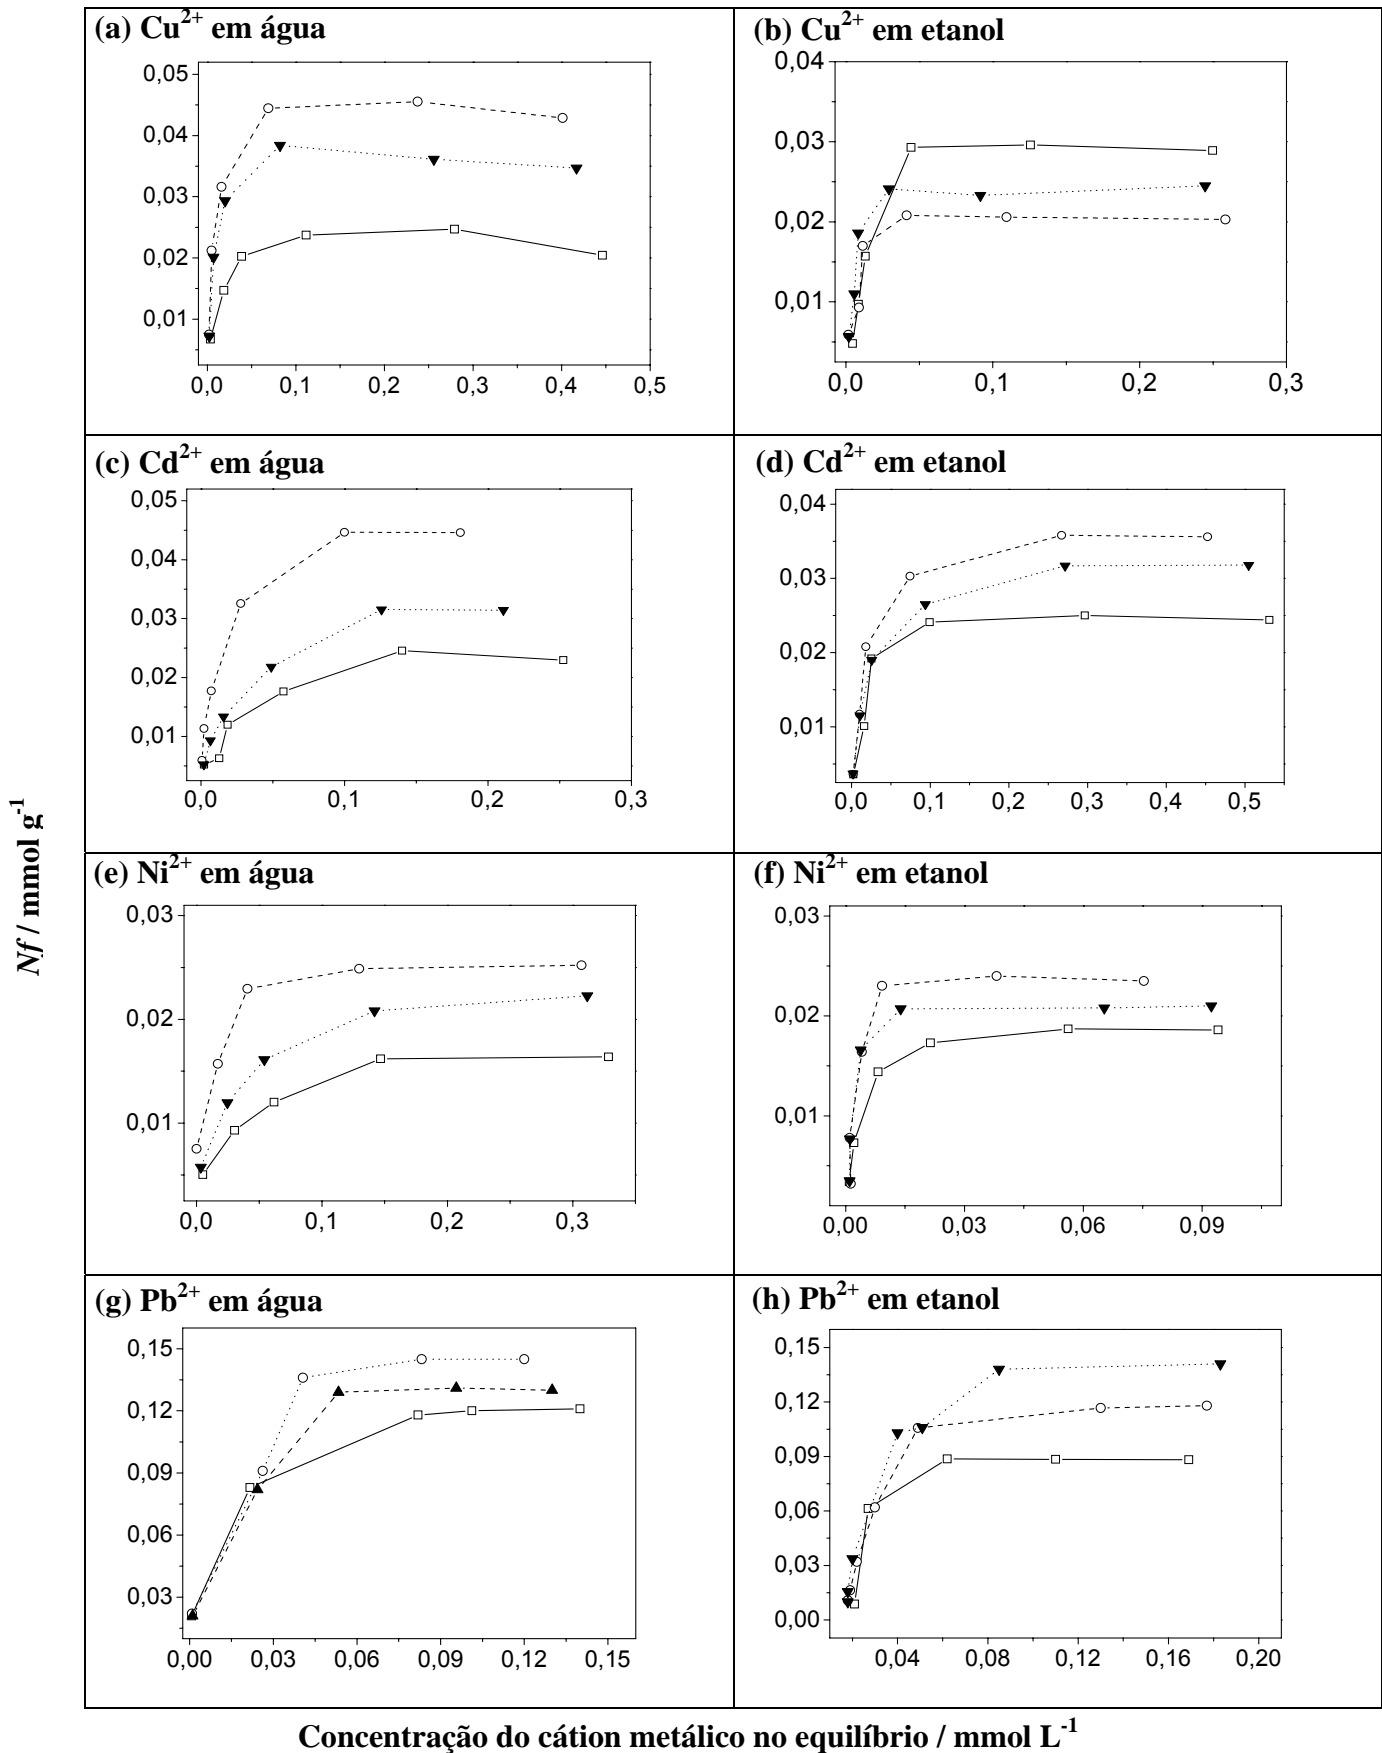 (a) Cu2+ em água
0,05
0,04
0,03
0,02
0,01
0,0 0,1 0,2 0,3 0,4 0,5
(b) Cu2+ em etanol
0,04
0,03
0,02
0,01
0,0 0,1 0,2 0,3
(c) Cd2+ em água
0,05
0,04
0,03
0,02
0,01
0,0 0,1 0,2 0,3
(d) Cd2+ em etanol
0,04
0,03
0,02
0,01
0,0 0,1 0,2 0,3 0,4 0,5
(e) Ni2+ em água
0,03
0,02
0,01
0,0 0,1 0,2 0,3
(f) Ni2+ em etanol
0,03
0,02
0,01
0,00 0,03 0,06 0,09
(g) Pb2+ em água
0,15
0,12
0,09
0,06
0,03
0,00 0,03 0,06 0,09 0,12 0,15
(h) Pb2+ em etanol
0,15
0,12
0,09
0,06
0,03
0,00
0,04 0,08 0,12 0,16 0,20
Nf / mmol g-1
Concentração do cátion metálico no equilíbrio / mmol L-1